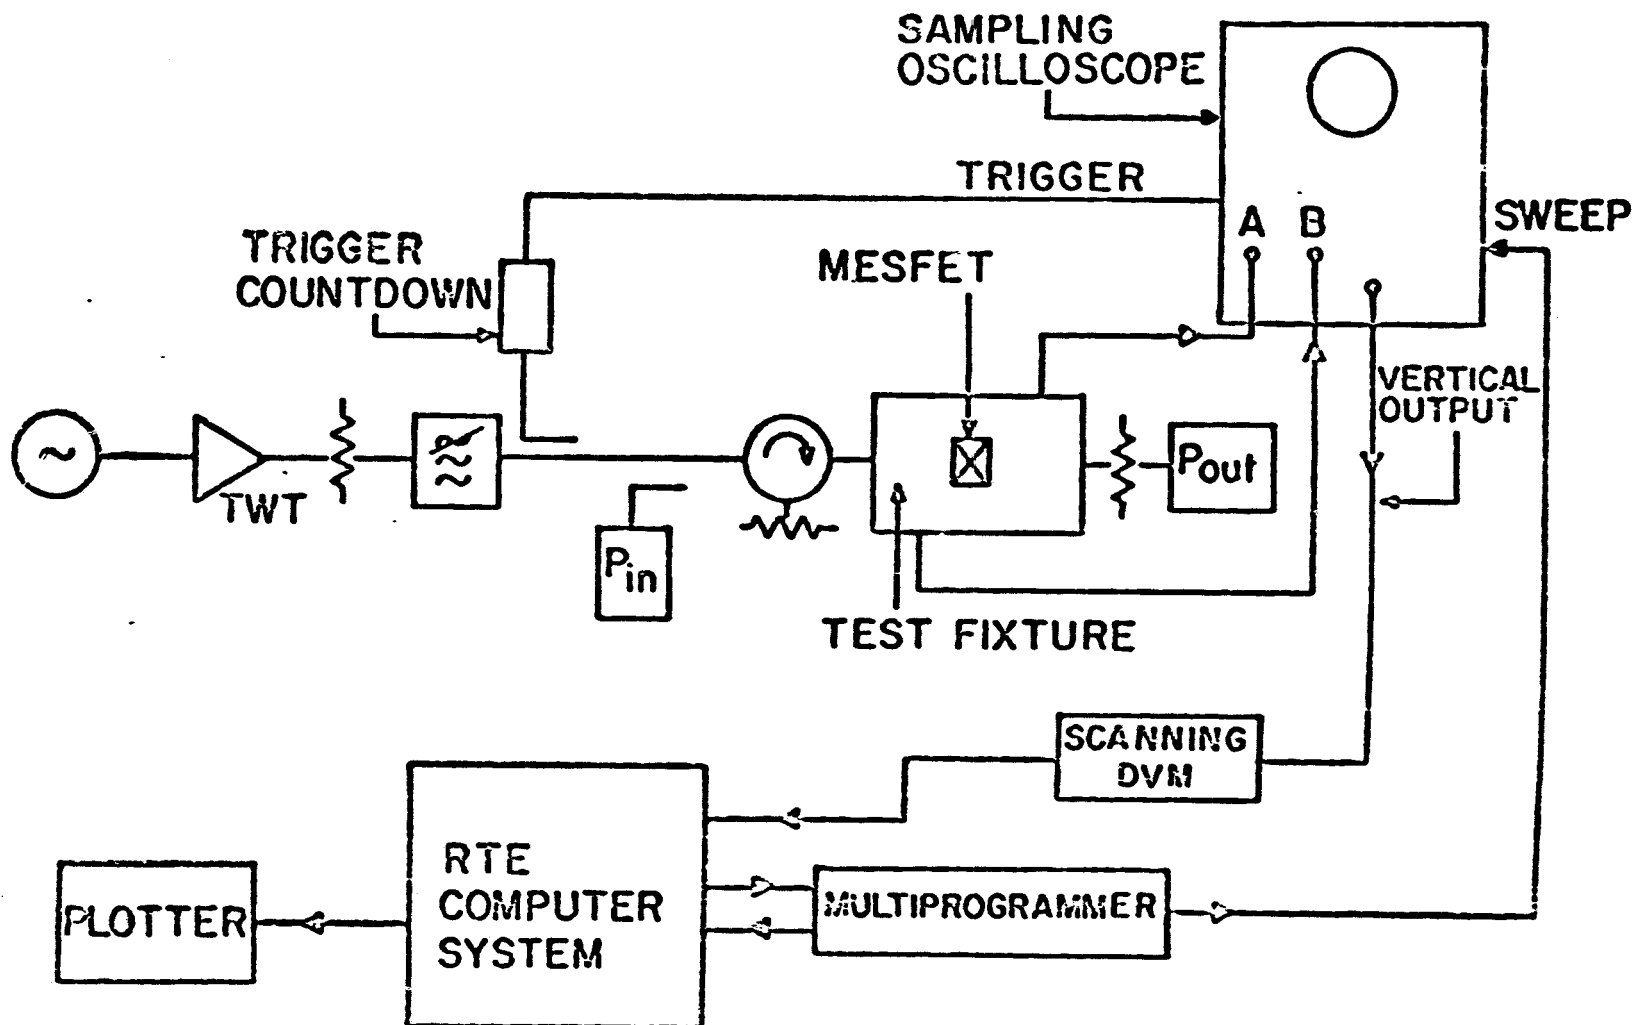 SAMPLING
OSCILLOSCOPE
TRIGGER
A B
SWEEP
TRIGGER
COUNTDOWN
MESFET
VERTICAL
OUTPUT
TWT
Pout
Pin
TEST FIXTURE
SCANNING
DVM
RTE
COMPUTER
SYSTEM
MULTIPROGRAMMER
PLOTTER